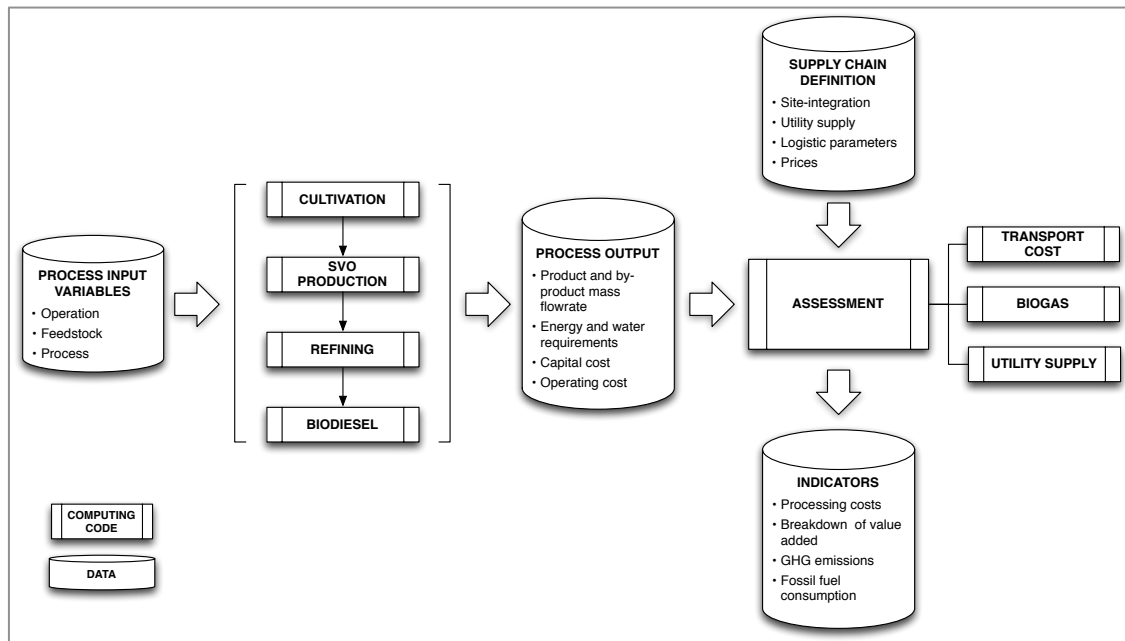 PROCESS INPUT
VARIABLES
• Operation
• Feedstock
• Process
CULTIVATION
SVO
PRODUCTION
REFINING
BIODIESEL
PROCESS OUTPUT
• Product and by-
product mass
flowrate
• Energy and water
requirements
• Capital cost
• Operating cost
SUPPLY CHAIN
DEFINITION
• Site-integration
• Utility supply
• Logistic parameters
• Prices
ASSESSMENT
TRANSPORT
COST
BIOGAS
UTILITY SUPPLY
INDICATORS
• Processing costs
• Breakdown of value
added
• GHG emissions
• Fossil fuel
consumption
COMPUTING
CODE
DATA